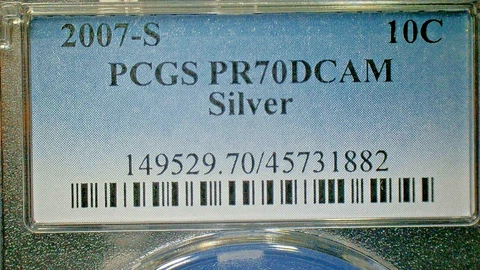 2007-S 10C
PCGS PR70DCAM
Silver
149529.70/45731882